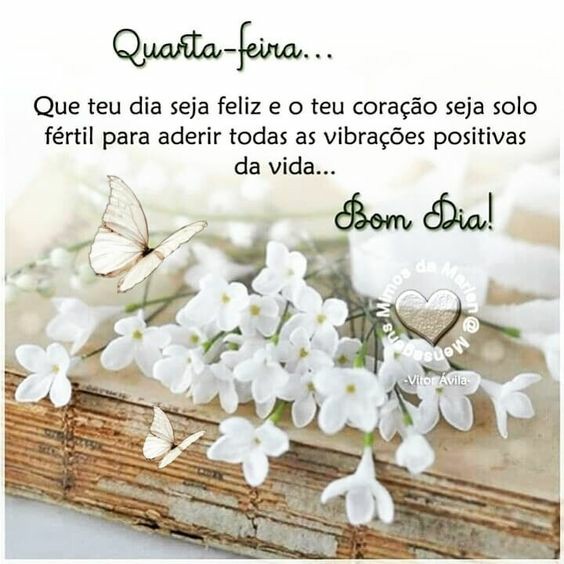 Quarta-feira...
Que teu dia seja feliz e o teu coração seja solo
fértil para aderir todas as vibrações positivas
da vida...
Bom Dia!
Mensagens Mimos da Marlen@
-Vitor Ávila-